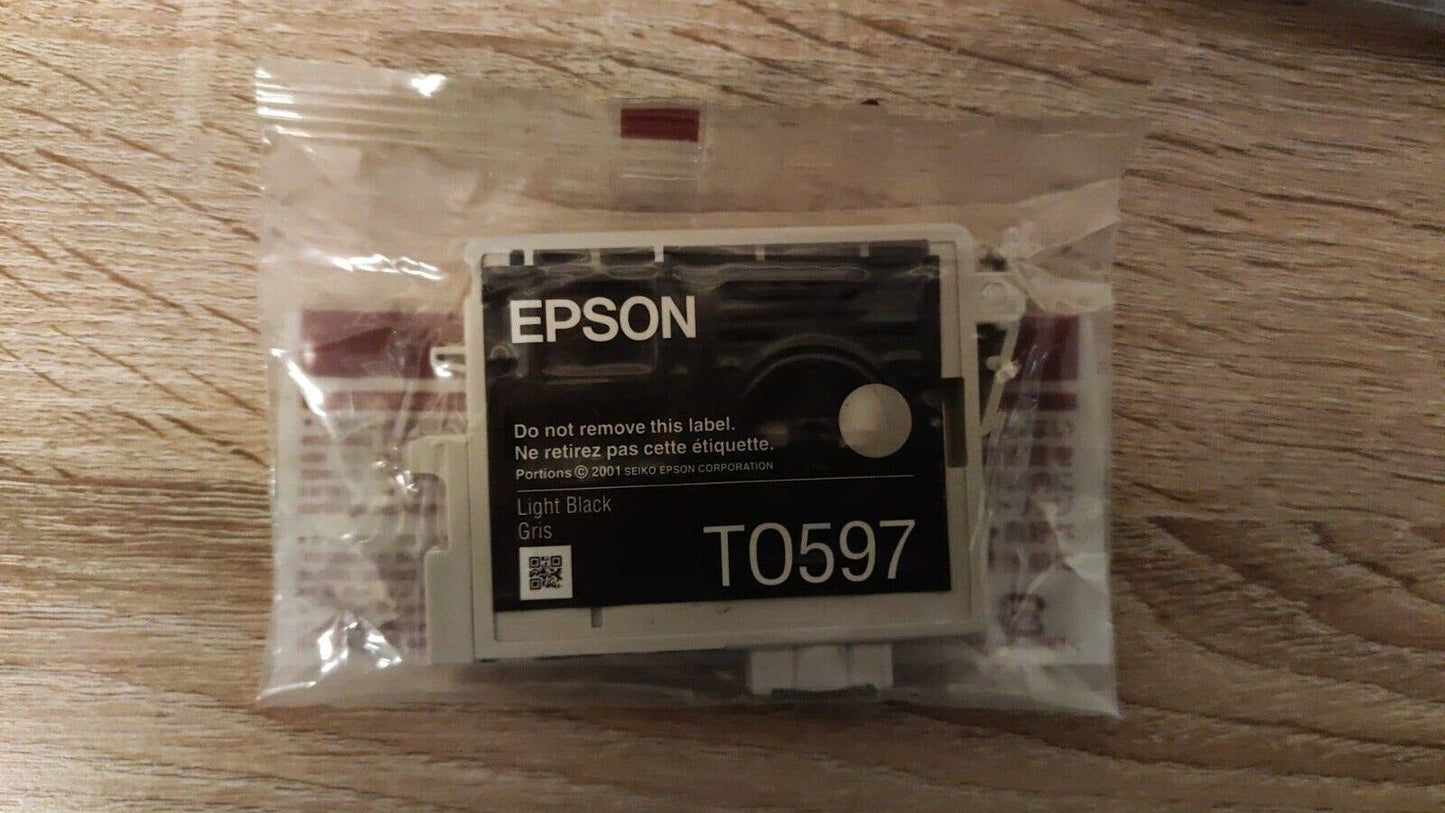 EPSON
Do not remove this label.
Ne retirez pas cette étiquette.
Portions © 2001 SEIKO EPSON CORPORATION
Light Black
Gris
T0597